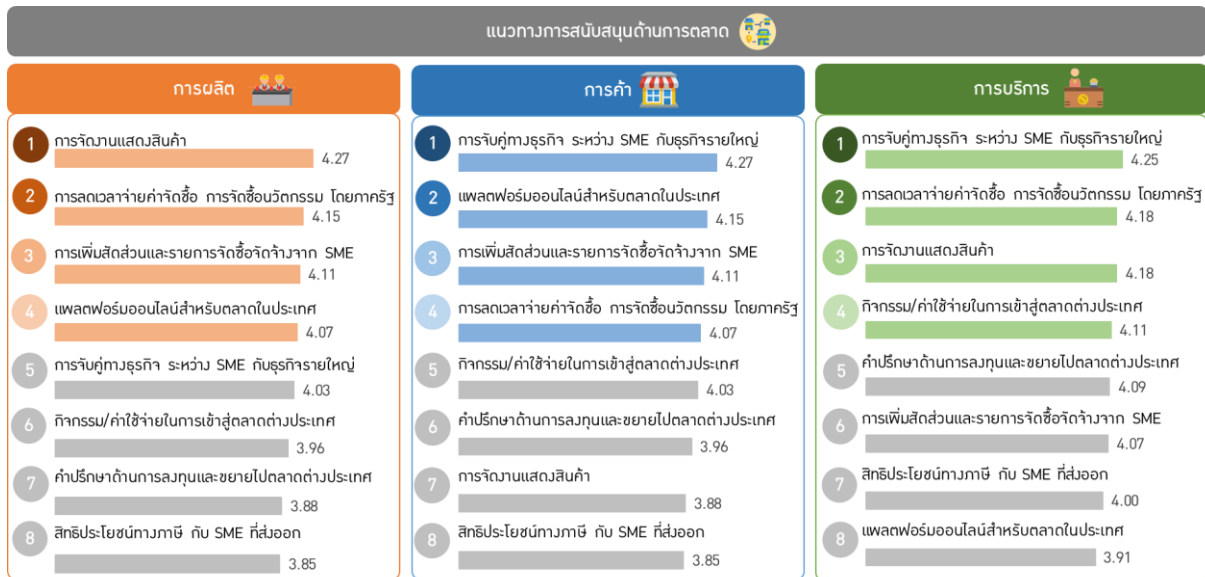 แนวทางการสนับสนุนด้านการตลาด
การผลิต
1
การจัดงานแสดงสินค้า
4.27
2
การลดเวลาจ่ายค่าจัดซื้อ การจัดซื้อนวัตกรรม โดยภาครัฐ
4.15
3
การเพิ่มสัดส่วนและรายการจัดซื้อจัดจ้างจาก SME
4.11
4
แพลตฟอร์มออนไลน์สำหรับตลาดในประเทศ
4.07
5
การจับคู่ทางธุรกิจ ระหว่าง SME กับธุรกิจรายใหญ่
4.03
6
กิจกรรม/ค่าใช้จ่ายในการเข้าสู่ตลาดต่างประเทศ
3.96
7
คำปรึกษาด้านการลงทุนและขยายไปตลาดต่างประเทศ
3.88
8
สิทธิประโยชน์ทางภาษี กับ SME ที่ส่งออก
3.85
การค้า
1
การจับคู่ทางธุรกิจ ระหว่าง SME กับธุรกิจรายใหญ่
4.27
2
แพลตฟอร์มออนไลน์สำหรับตลาดในประเทศ
4.15
3
การเพิ่มสัดส่วนและรายการจัดซื้อจัดจ้างจาก SME
4.11
4
การลดเวลาจ่ายค่าจัดซื้อ การจัดซื้อนวัตกรรม โดยภาครัฐ
4.07
5
กิจกรรม/ค่าใช้จ่ายในการเข้าสู่ตลาดต่างประเทศ
4.03
6
คำปรึกษาด้านการลงทุนและขยายไปตลาดต่างประเทศ
3.96
7
การจัดงานแสดงสินค้า
3.88
8
สิทธิประโยชน์ทางภาษี กับ SME ที่ส่งออก
3.85
การบริการ
1
การจับคู่ทางธุรกิจ ระหว่าง SME กับธุรกิจรายใหญ่
4.25
2
การลดเวลาจ่ายค่าจัดซื้อ การจัดซื้อนวัตกรรม โดยภาครัฐ
4.18
3
การจัดงานแสดงสินค้า
4.18
4
กิจกรรม/ค่าใช้จ่ายในการเข้าสู่ตลาดต่างประเทศ
4.11
5
คำปรึกษาด้านการลงทุนและขยายไปตลาดต่างประเทศ
4.09
6
การเพิ่มสัดส่วนและรายการจัดซื้อจัดจ้างจาก SME
4.07
7
สิทธิประโยชน์ทางภาษี กับ SME ที่ส่งออก
4.00
8
แพลตฟอร์มออนไลน์สำหรับตลาดในประเทศ
3.91